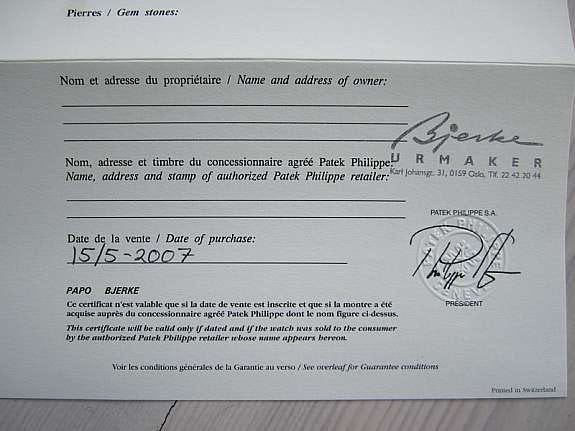 Pierres / Gem stones:
Nom et adresse du propriétaire / Name and address of owner:
Bjerke
URMAKER
Karl Johansgt. 31, 0159 Oslo, Tlf. 22 42 20 44
Nom, adresse et timbre du concessionnaire agréé Patek Philippe:
Name, address and stamp of authorized Patek Philippe retailer:
PATEK PHILIPPE S.A.
Date de la vente / Date of purchase:
15/5-2007
PRESIDENT
PAPO BJERKE
Ce certificat n'est valable que si la date de vente est inscrite et que si la montre a été
acquise auprès du concessionnaire agréé Patek Philippe dont le nom figure ci-dessus.
This certificate will be valid only if dated and if the watch was sold to the consumer
by the authorized Patek Philippe retailer whose name appears hereon.
Voir les conditions générales de la Garantie au verso / See overleaf for Guarantee conditions
Printed in Switzerland